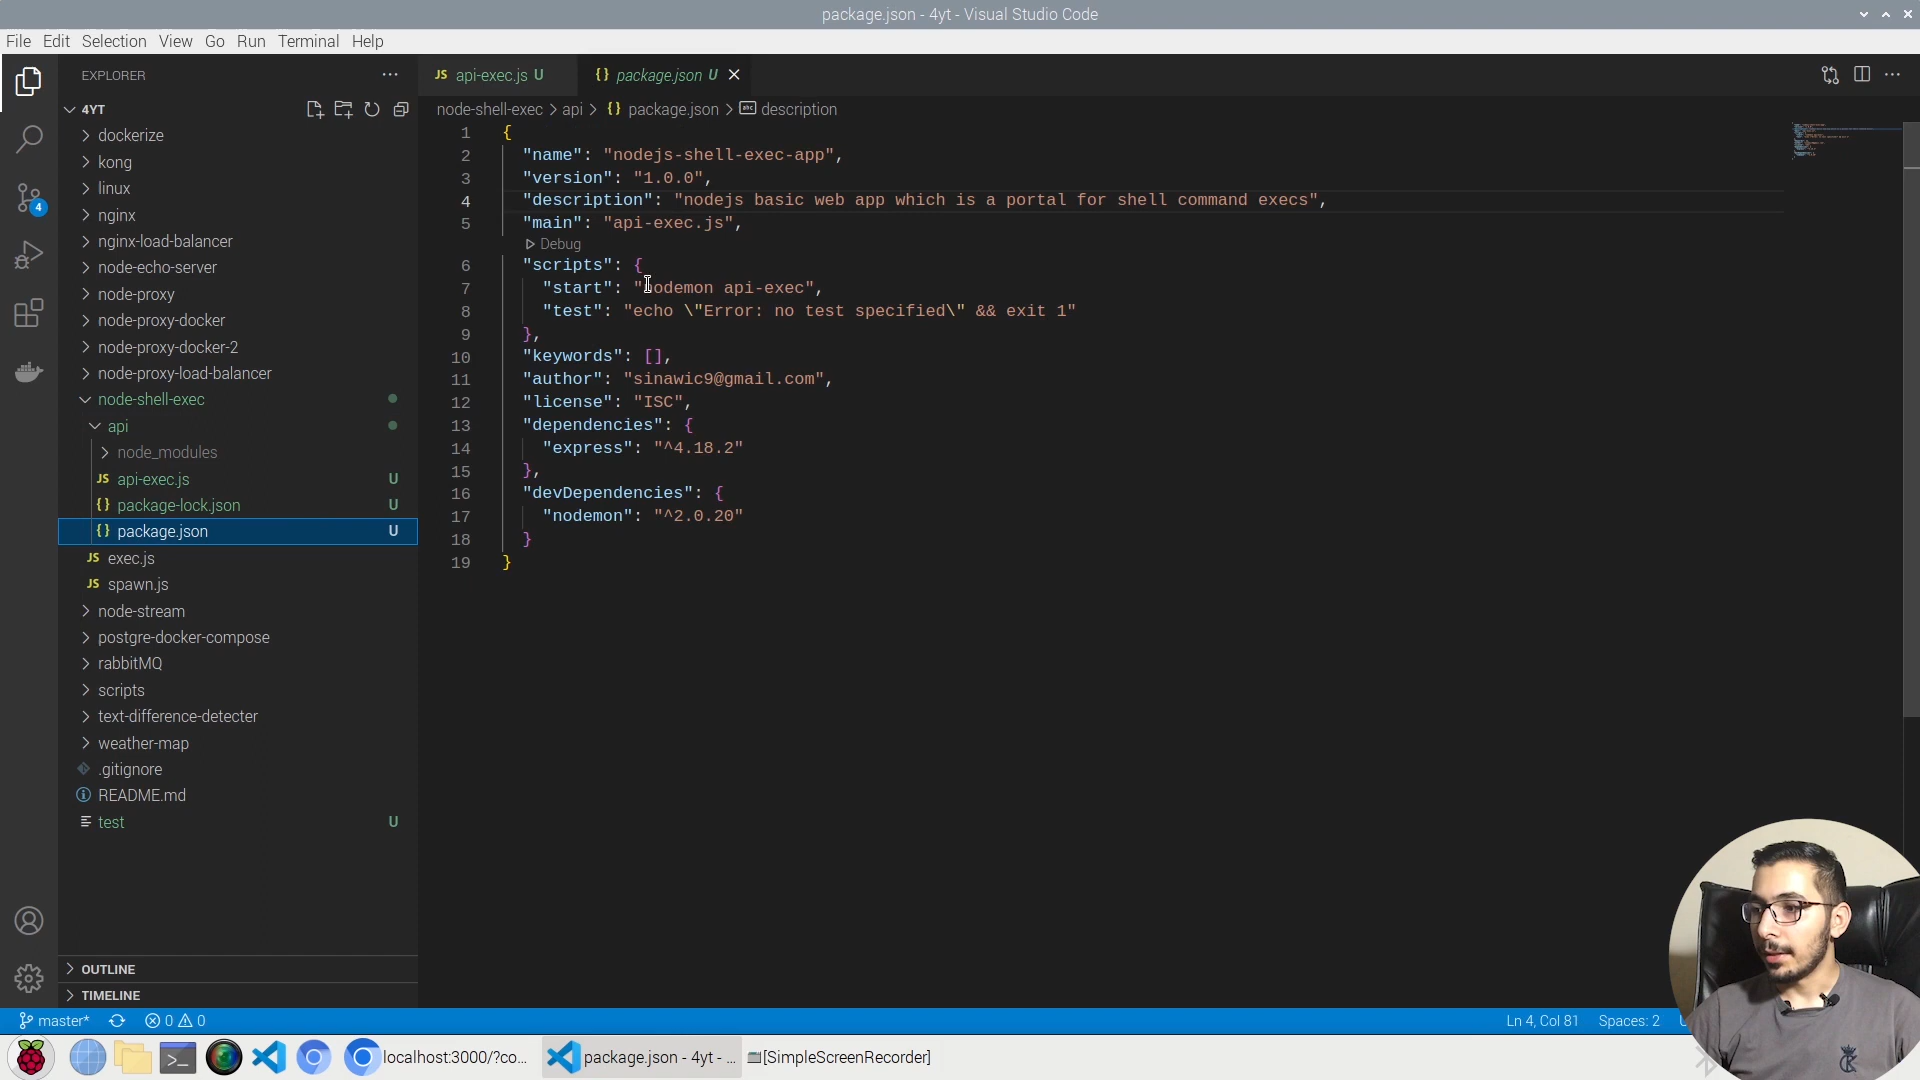 package.json - 4yt - Visual Studio Code
File Edit Selection View Go Run Terminal Help
EXPLORER
4YT
dockerize
kong
linux
nginx
nginx-load-balancer
node-echo-server
node-proxy
node-proxy-docker
node-proxy-docker-2
node-proxy-load-balancer
node-shell-exec
api
node_modules
JS api-exec.js U
{} package-lock.json U
{} package.json U
JS exec.js
JS spawn.js
node-stream
postgre-docker-compose
rabbitMQ
scripts
text-difference-detecter
weather-map
.gitignore
README.md
test U
OUTLINE
TIMELINE
4
JS api-exec.js U {} package.json U
node-shell-exec > api > {} package.json > abc description
1 {
2 "name": "nodejs-shell-exec-app",
3 "version": "1.0.0",
4 "description": "nodejs basic web app which is a portal for shell command execs",
5 "main": "api-exec.js",
Debug
6 "scripts": {
7 "start": "nodemon api-exec",
8 "test": "echo \"Error: no test specified\" && exit 1"
9 },
10 "keywords": [],
11 "author": "sinawic9@gmail.com",
12 "license": "ISC",
13 "dependencies": {
14 "express": "^4.18.2"
15 },
16 "devDependencies": {
17 "nodemon": "^2.0.20"
18 }
19 }
master* 0 0 Ln 4, Col 81 Spaces: 2
localhost:3000/?co... package.json - 4yt - ... [SimpleScreenRecorder]